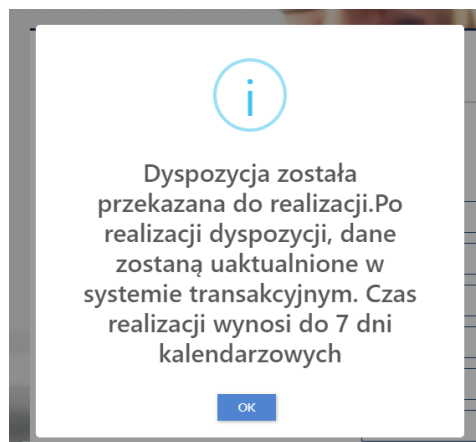 Dyspozycja została
przekazana do realizacji.Po
realizacji dyspozycji, dane
zostaną uaktualnione w
systemie transakcyjnym. Czas
realizacji wynosi do 7 dni
kalendarzowych
OK